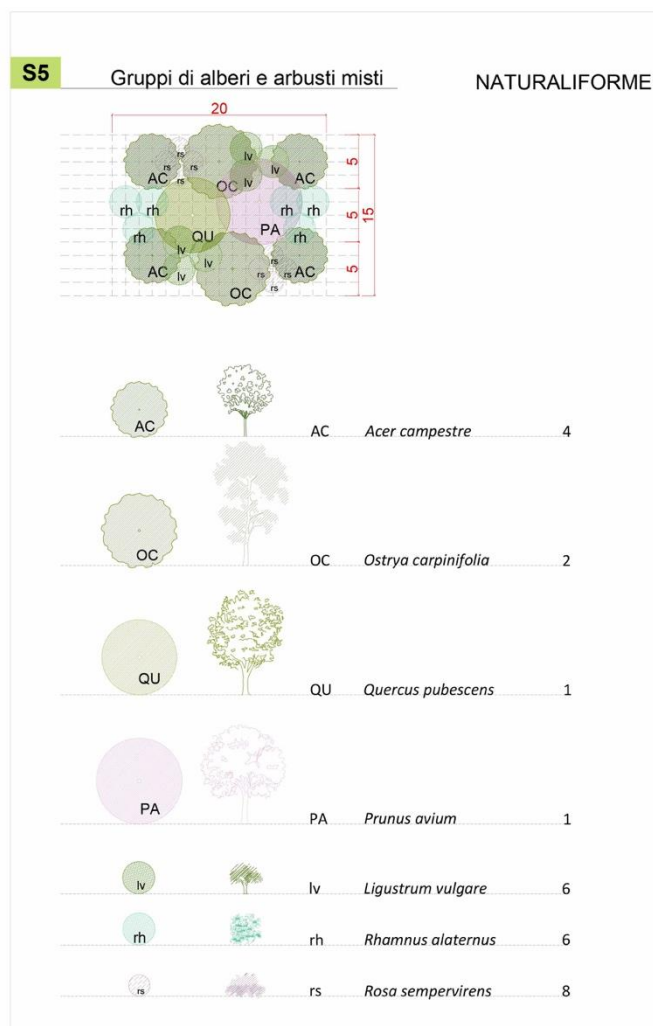 S5 Gruppi di alberi e arbusti misti NATURALIFORME
20
rs lv
rs rs lv
AC rs OC lv AC
5
rh rh rh rh
rh QU PA rh
5 15
lv lv rs
AC lv rs rs AC
OC rs
5
AC AC Acer campestre 4
OC OC Ostrya carpinifolia 2
QU QU Quercus pubescens 1
PA PA Prunus avium 1
lv lv Ligustrum vulgare 6
rh rh Rhamnus alaternus 6
rs rs Rosa sempervirens 8